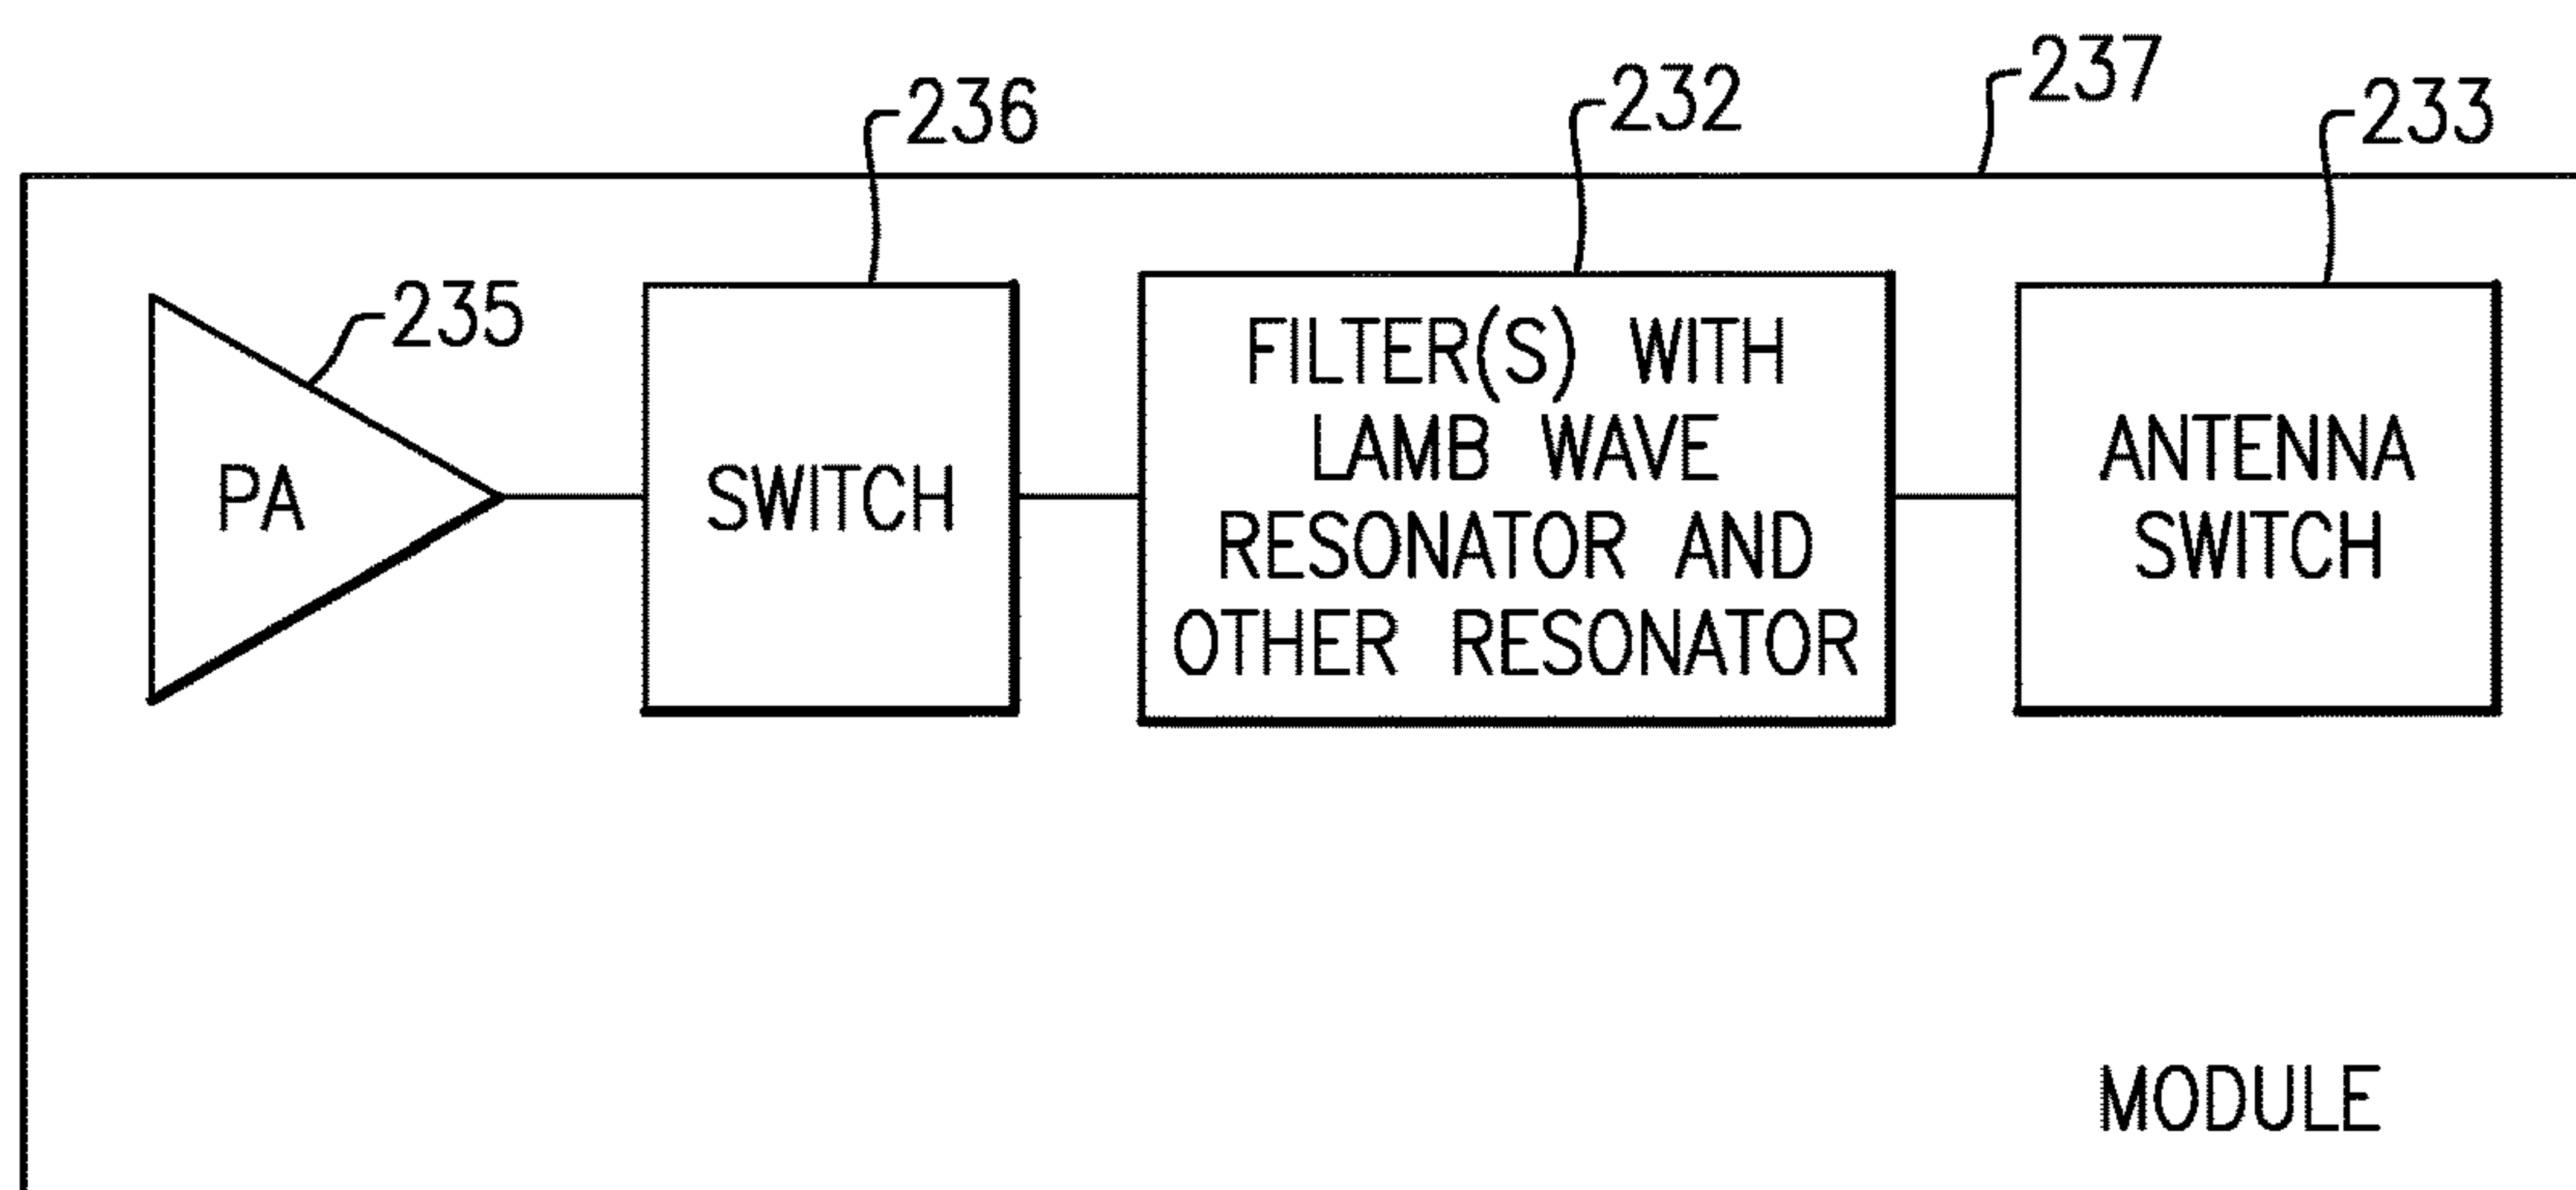 236
232
237
233
235
PA
SWITCH
FILTER(S) WITH
LAMB WAVE
RESONATOR AND
OTHER RESONATOR
ANTENNA
SWITCH
MODULE